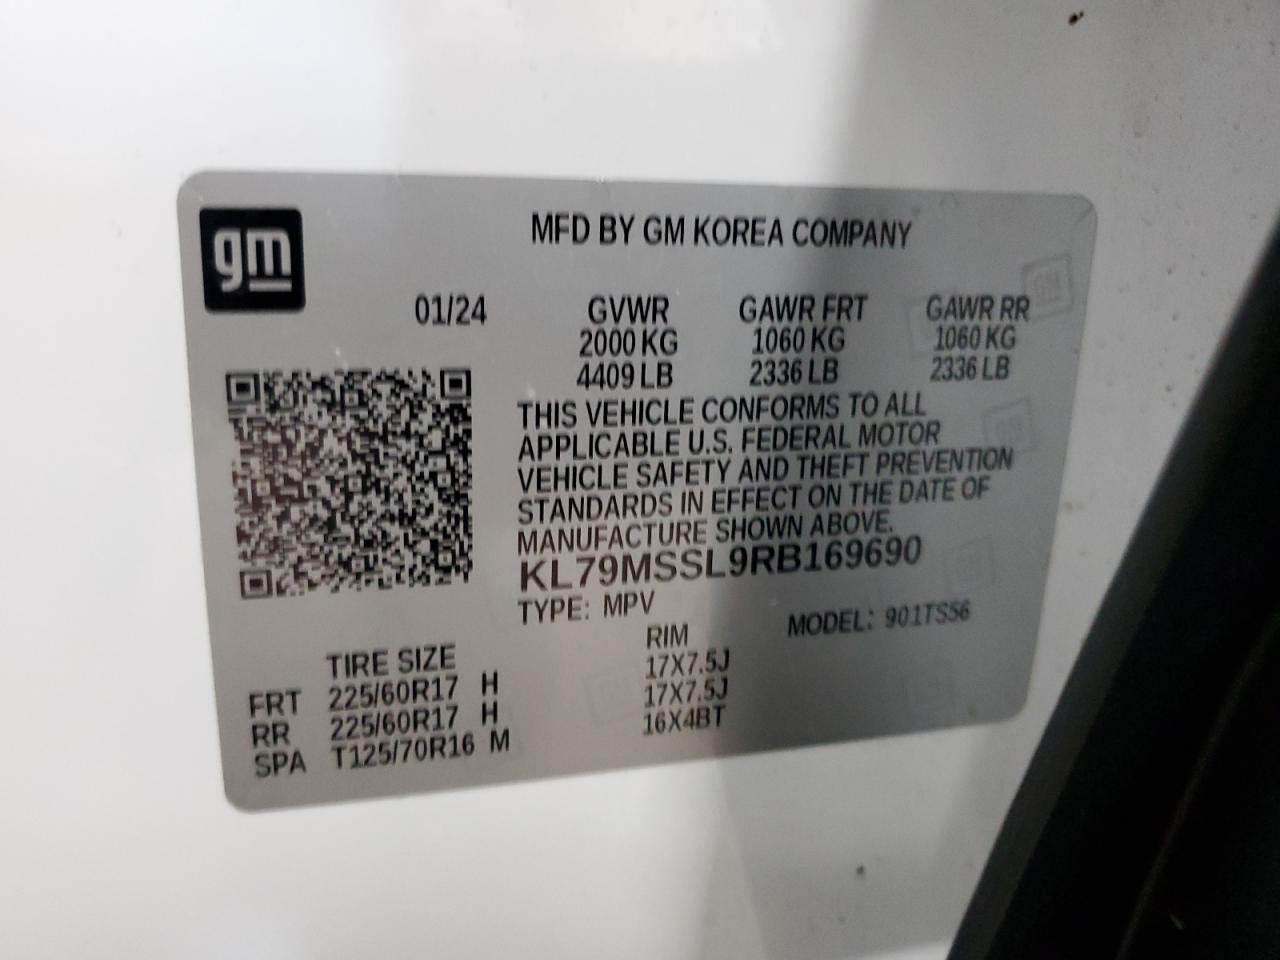 gm
MFD BY GM KOREA COMPANY
01/24 GVWR GAWR FRT GAWR RR
2000 KG 1060 KG 1060 KG
4409 LB 2336 LB 2336 LB
THIS VEHICLE CONFORMS TO ALL
APPLICABLE U.S. FEDERAL MOTOR
VEHICLE SAFETY AND THEFT PREVENTION
STANDARDS IN EFFECT ON THE DATE OF
MANUFACTURE SHOWN ABOVE.
KL79MSSL9RB169690
TYPE: MPV MODEL: 901TS56
TIRE SIZE RIM
FRT 225/60R17 H 17X7.5J
RR 225/60R17 H 17X7.5J
SPA T125/70R16 M 16X4BT